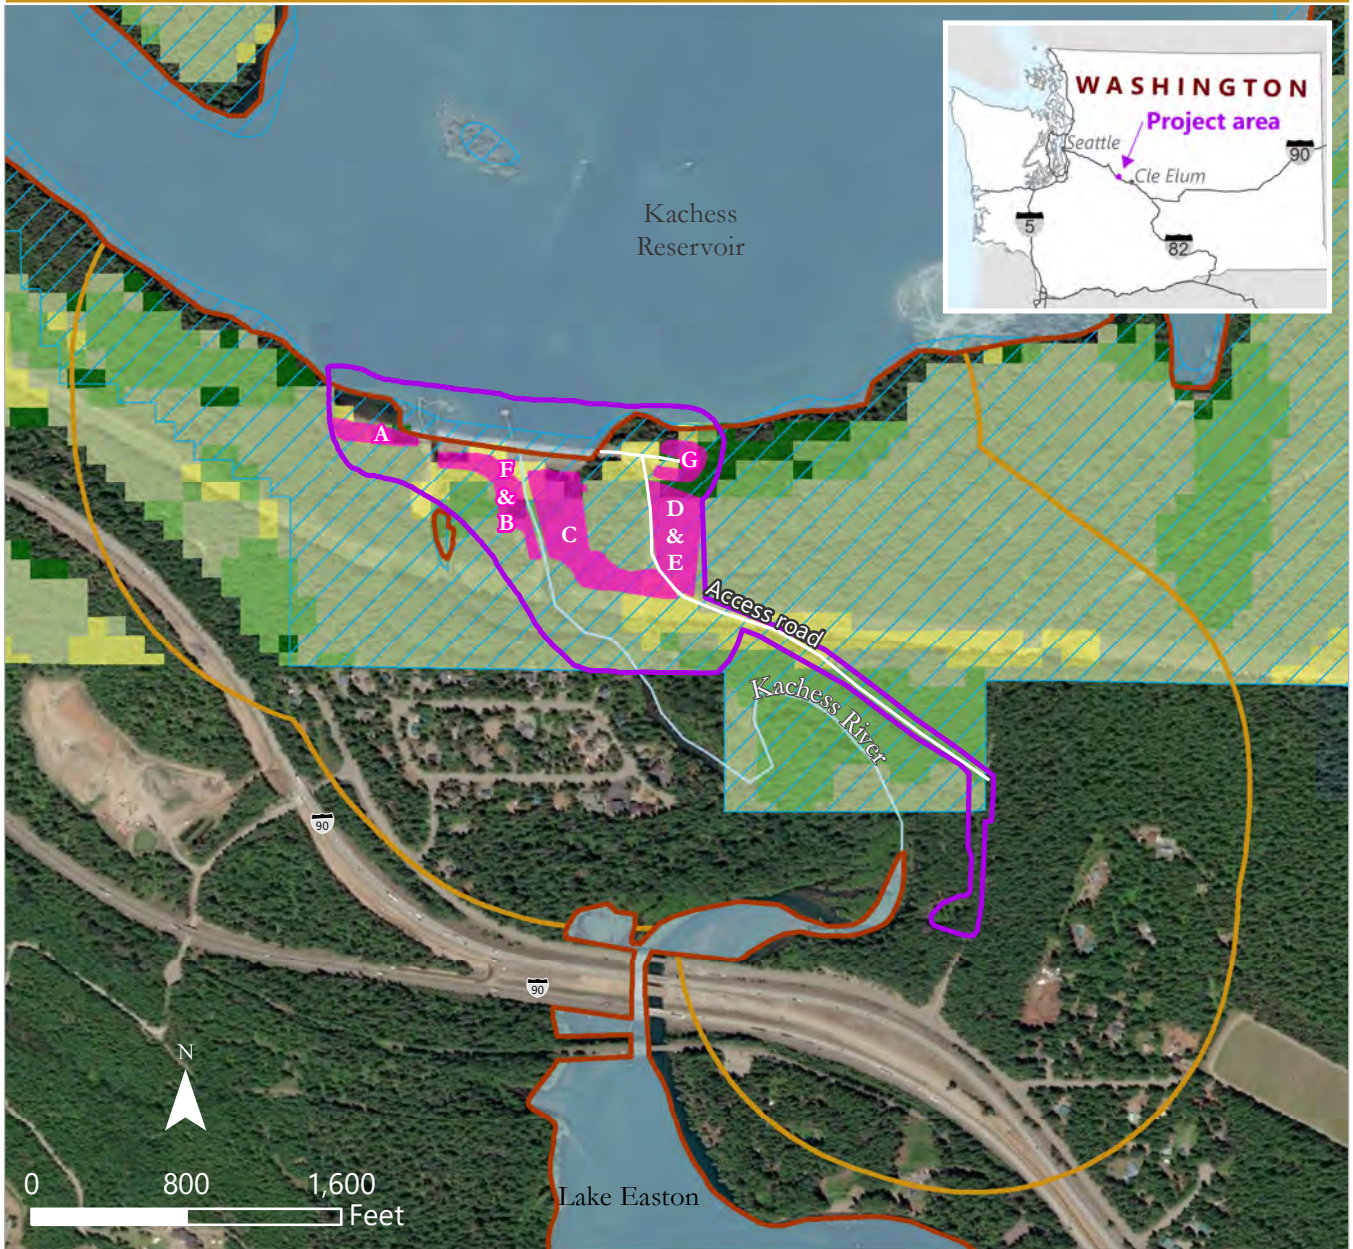 WASHINGTON
Project area
Seattle
90
Cle Elum
5
82
Kachess
Reservoir
A
G
F
&
B
C
D
&
E
Access road
Kachess River
90
90
N
0 800 1,600
Feet
Lake Easton